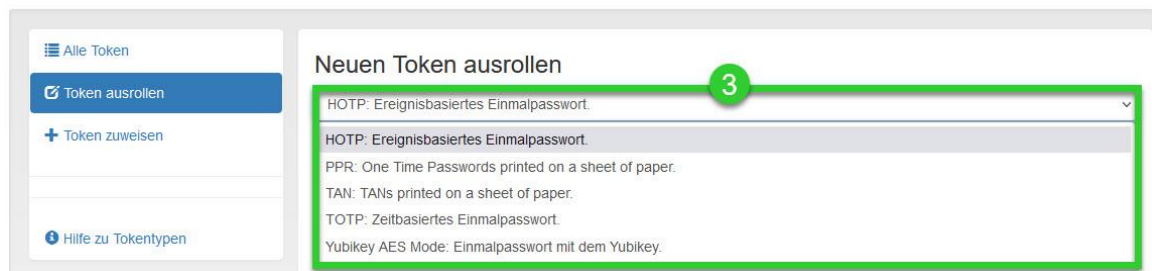 Alle Token
Token ausrollen
Token zuweisen
Hilfe zu Tokentypen
Neuen Token ausrollen
3
HOTP: Ereignisbasiertes Einmalpasswort.
HOTP: Ereignisbasiertes Einmalpasswort.
PPR: One Time Passwords printed on a sheet of paper.
TAN: TANs printed on a sheet of paper.
TOTP: Zeitbasiertes Einmalpasswort.
Yubikey AES Mode: Einmalpasswort mit dem Yubikey.